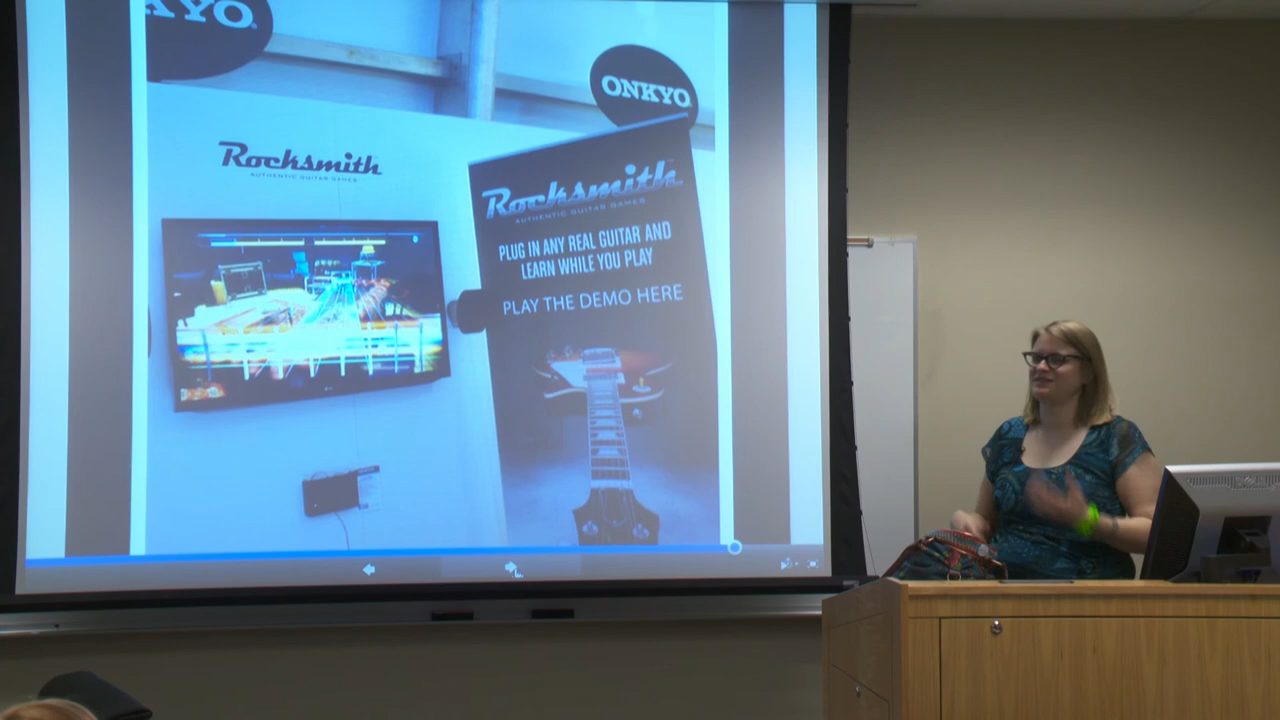 KYO
ONKYO
Rocksmith
AUTHENTIC GUITAR GAMES
Rocksmith
AUTHENTIC GUITAR GAMES
PLUG IN ANY REAL GUITAR AND
LEARN WHILE YOU PLAY
PLAY THE DEMO HERE